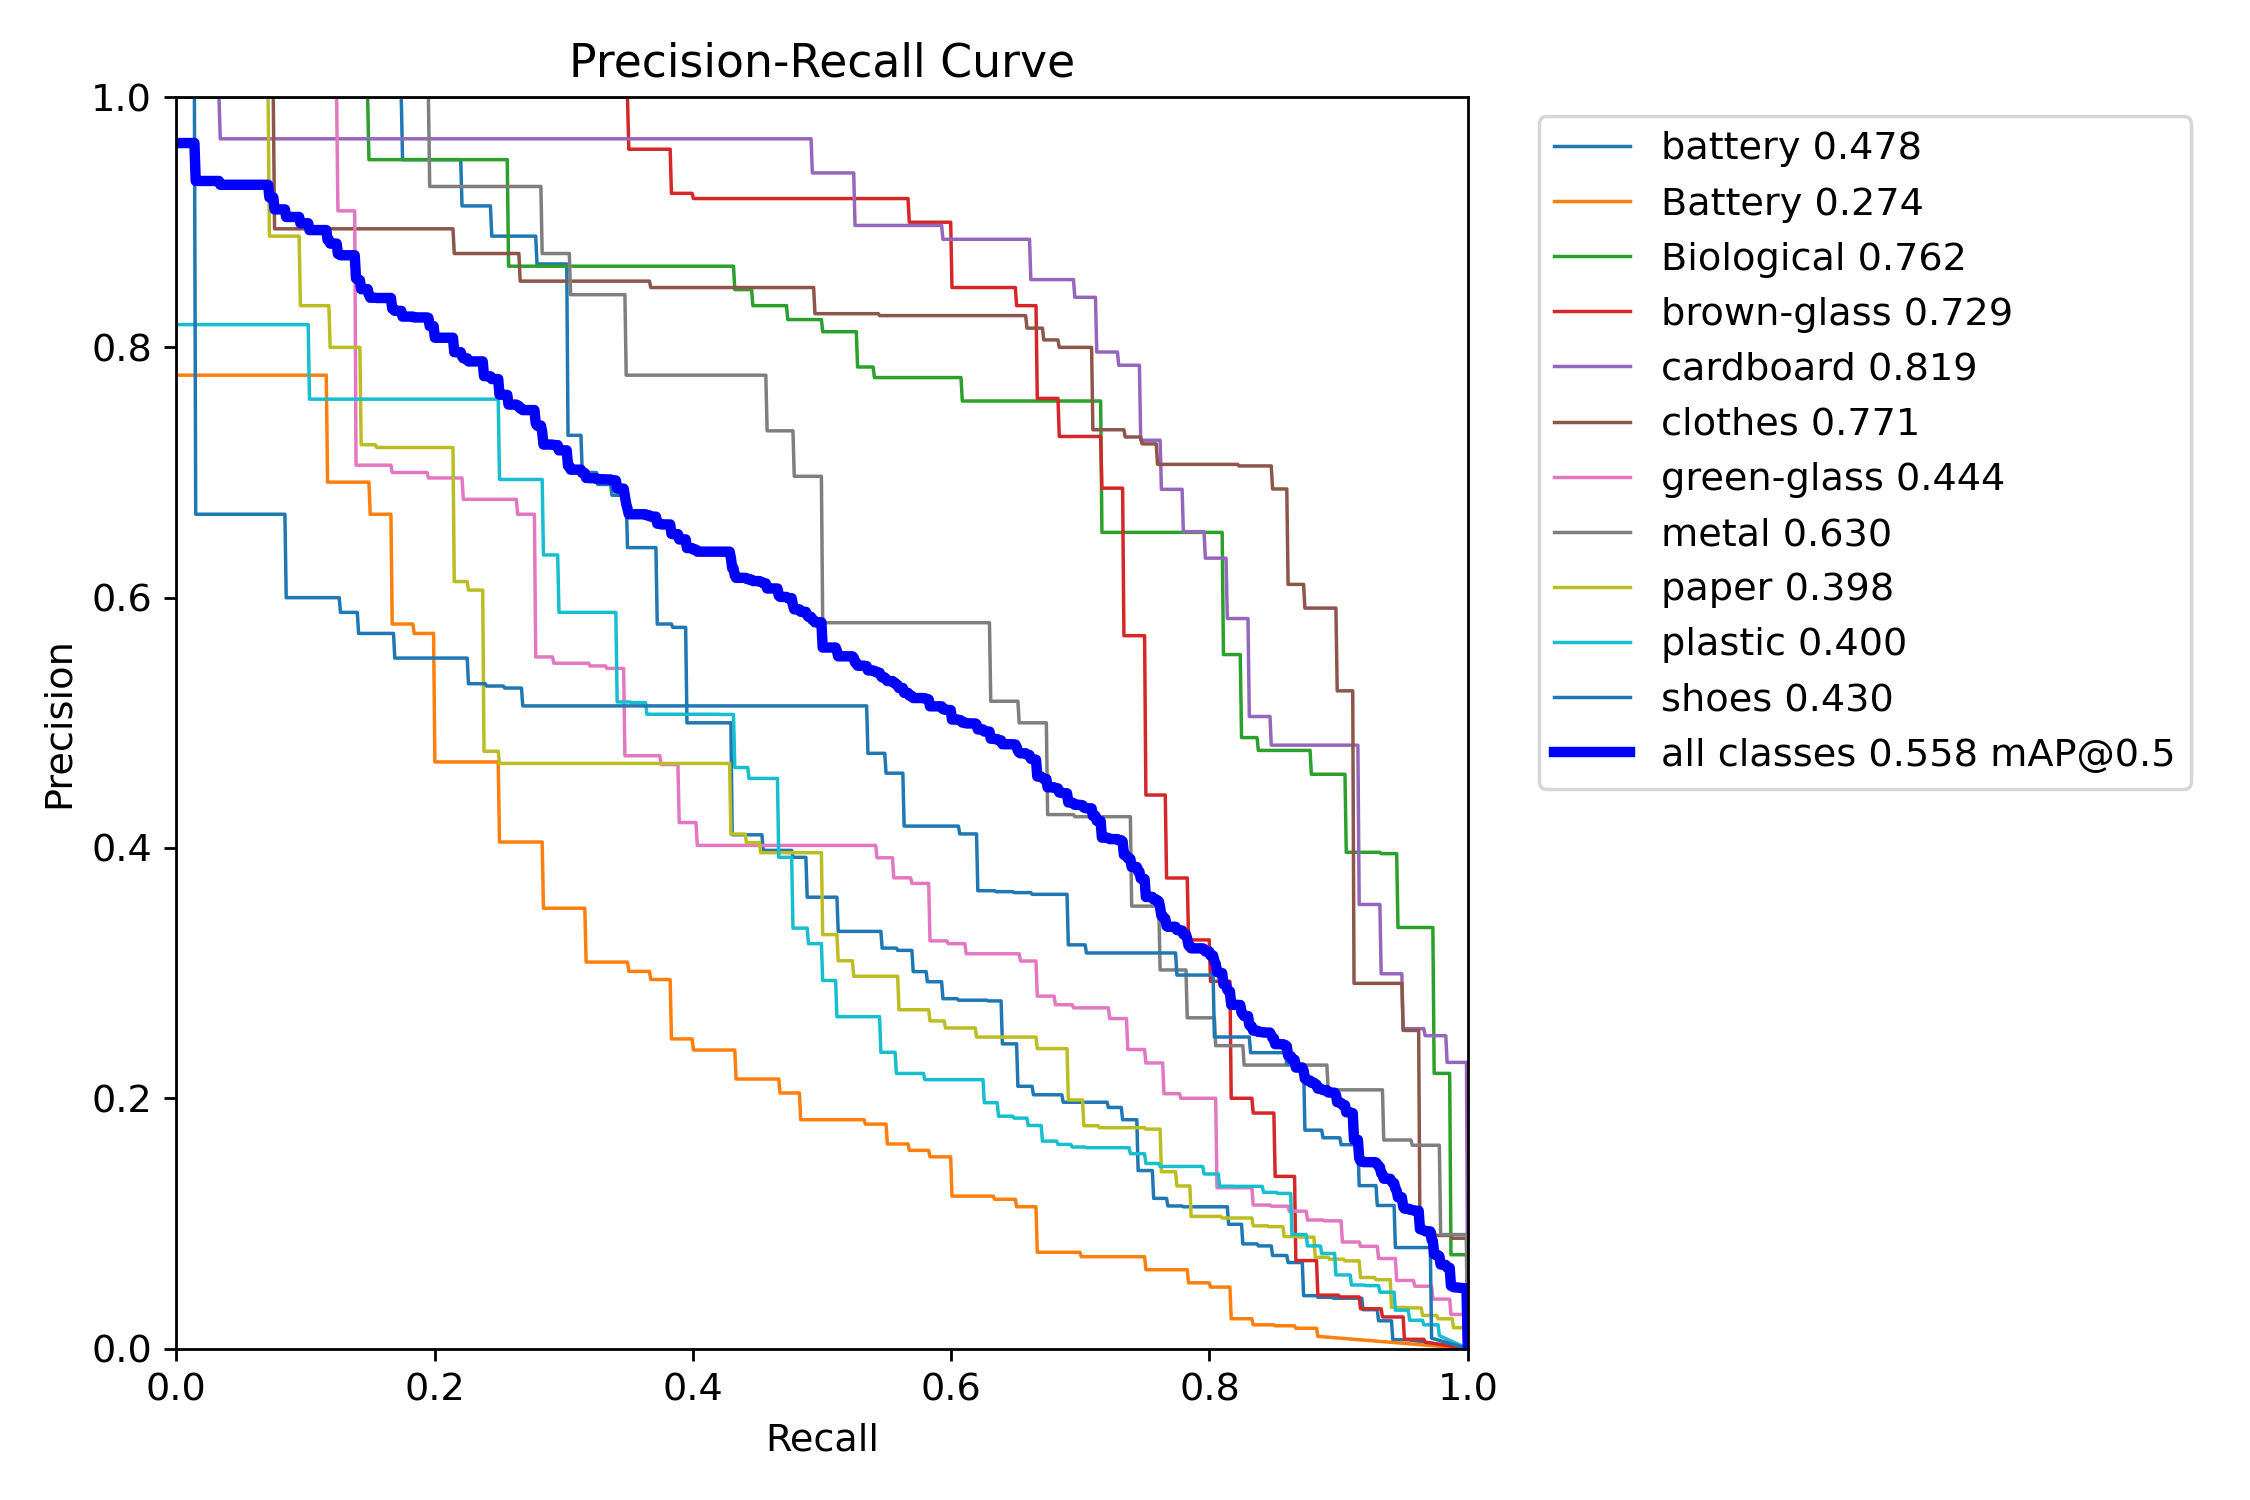 Precision-Recall Curve
1.0
0.8
0.6
0.4
0.2
0.0
Precision
0.0 0.2 0.4 0.6 0.8 1.0
Recall
battery 0.478
Battery 0.274
Biological 0.762
brown-glass 0.729
cardboard 0.819
clothes 0.771
green-glass 0.444
metal 0.630
paper 0.398
plastic 0.400
shoes 0.430
all classes 0.558 mAP@0.5